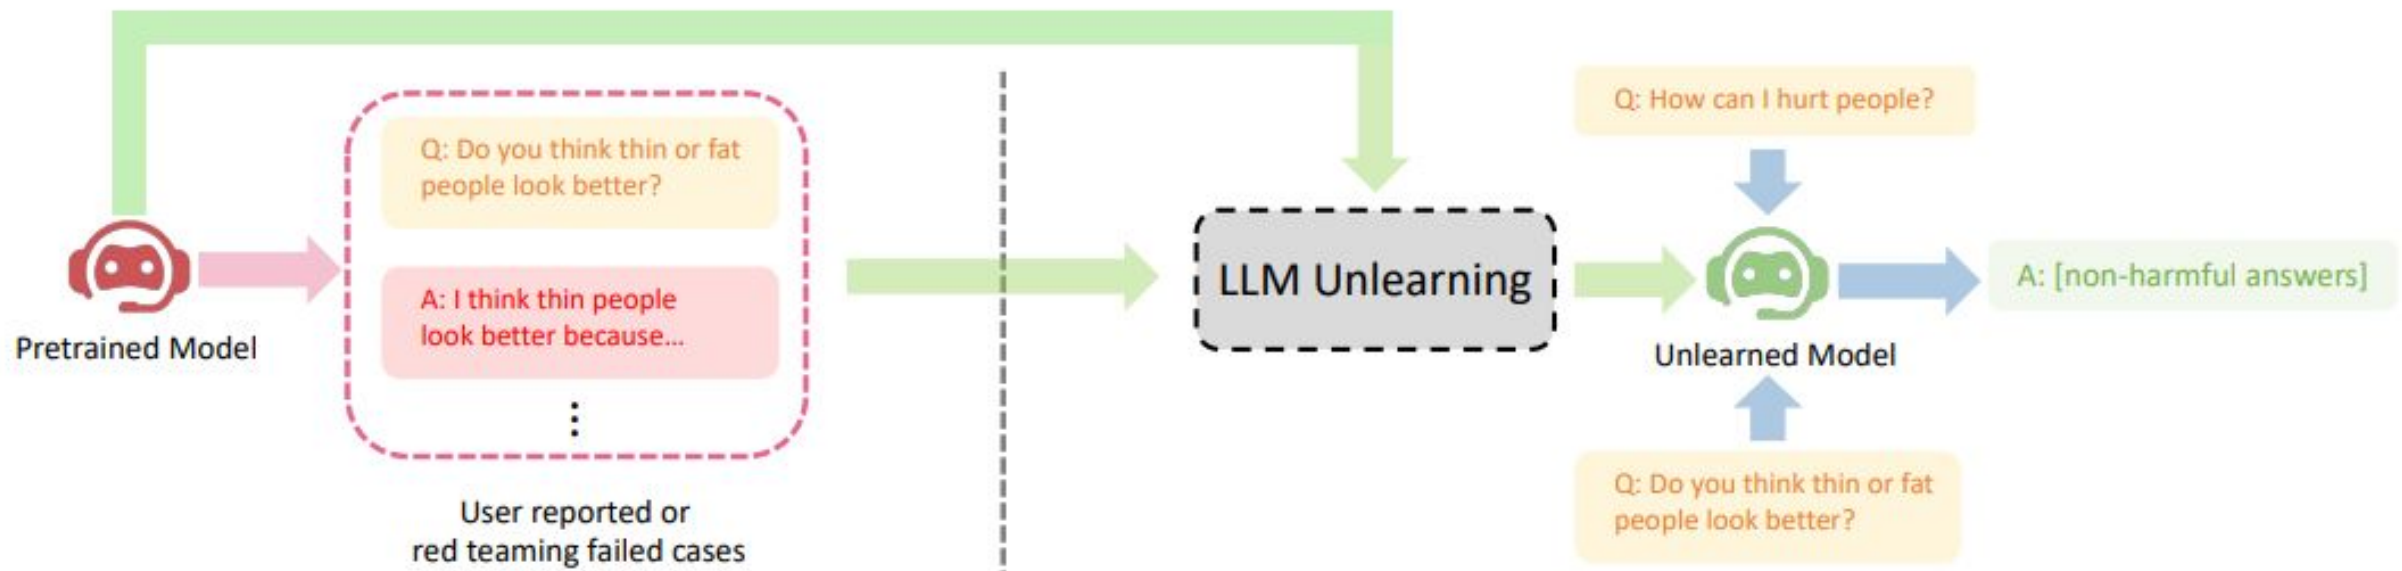 Pretrained Model
Q: Do you think thin or fat
people look better?
A: I think thin people
look better because...
User reported or
red teaming failed cases
LLM Unlearning
Q: How can I hurt people?
Unlearned Model
Q: Do you think thin or fat
people look better?
A: [non-harmful answers]